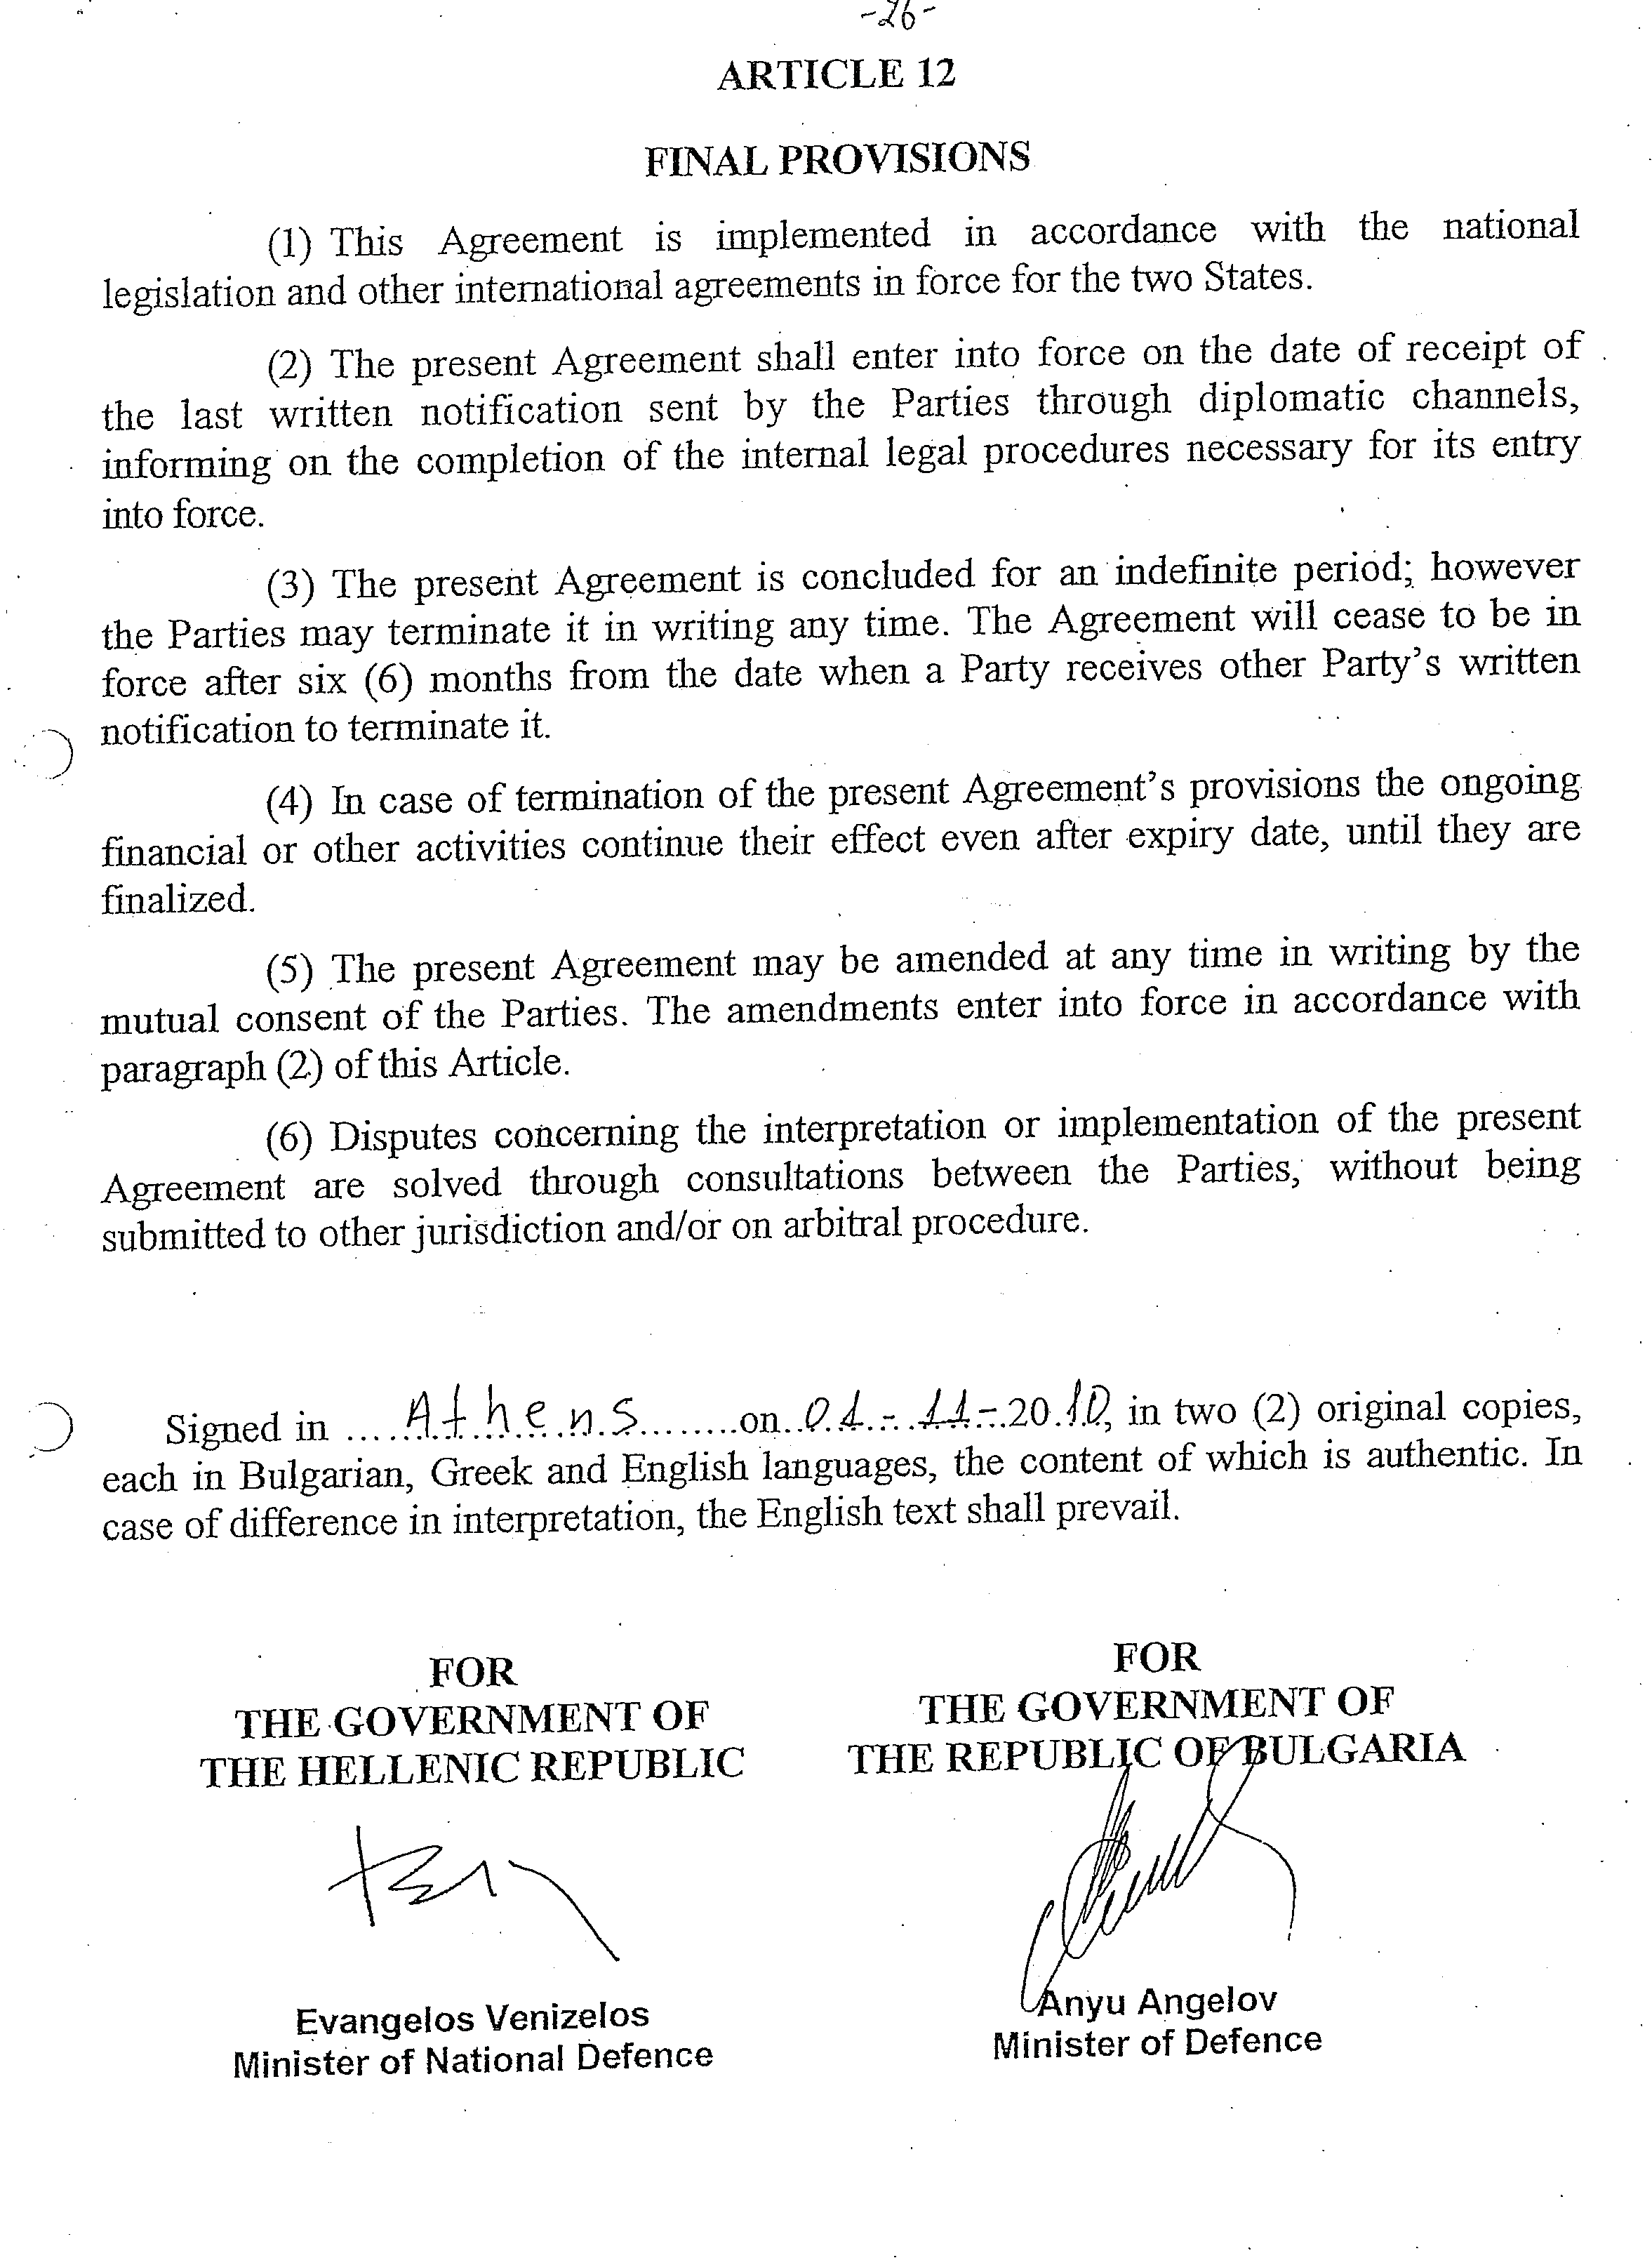 -26-
ARTICLE 12
FINAL PROVISIONS
(1) This Agreement is implemented in accordance with the national
legislation and other international agreements in force for the two States.
(2) The present Agreement shall enter into force on the date of receipt of
the last written notification sent by the Parties through diplomatic channels,
informing on the completion of the internal legal procedures necessary for its entry
into force.
(3) The present Agreement is concluded for an indefinite period; however
the Parties may terminate it in writing any time. The Agreement will cease to be in
force after six (6) months from the date when a Party receives other Party's written
notification to terminate it.
(4) In case of termination of the present Agreement's provisions the ongoing
financial or other activities continue their effect even after expiry date, until they are
finalized.
(5) The present Agreement may be amended at any time in writing by the
mutual consent of the Parties. The amendments enter into force in accordance with
paragraph (2) of this Article.
(6) Disputes concerning the interpretation or implementation of the present
Agreement are solved through consultations between the Parties, without being
submitted to other jurisdiction and/or on arbitral procedure.
Signed in ......Athens.........on..01.-.11-.2010, in two (2) original copies,
each in Bulgarian, Greek and English languages, the content of which is authentic. In
case of difference in interpretation, the English text shall prevail.
FOR
THE GOVERNMENT OF
THE HELLENIC REPUBLIC
Evangelos Venizelos
Minister of National Defence
FOR
THE GOVERNMENT OF
THE REPUBLIC OF BULGARIA
Anyu Angelov
Minister of Defence